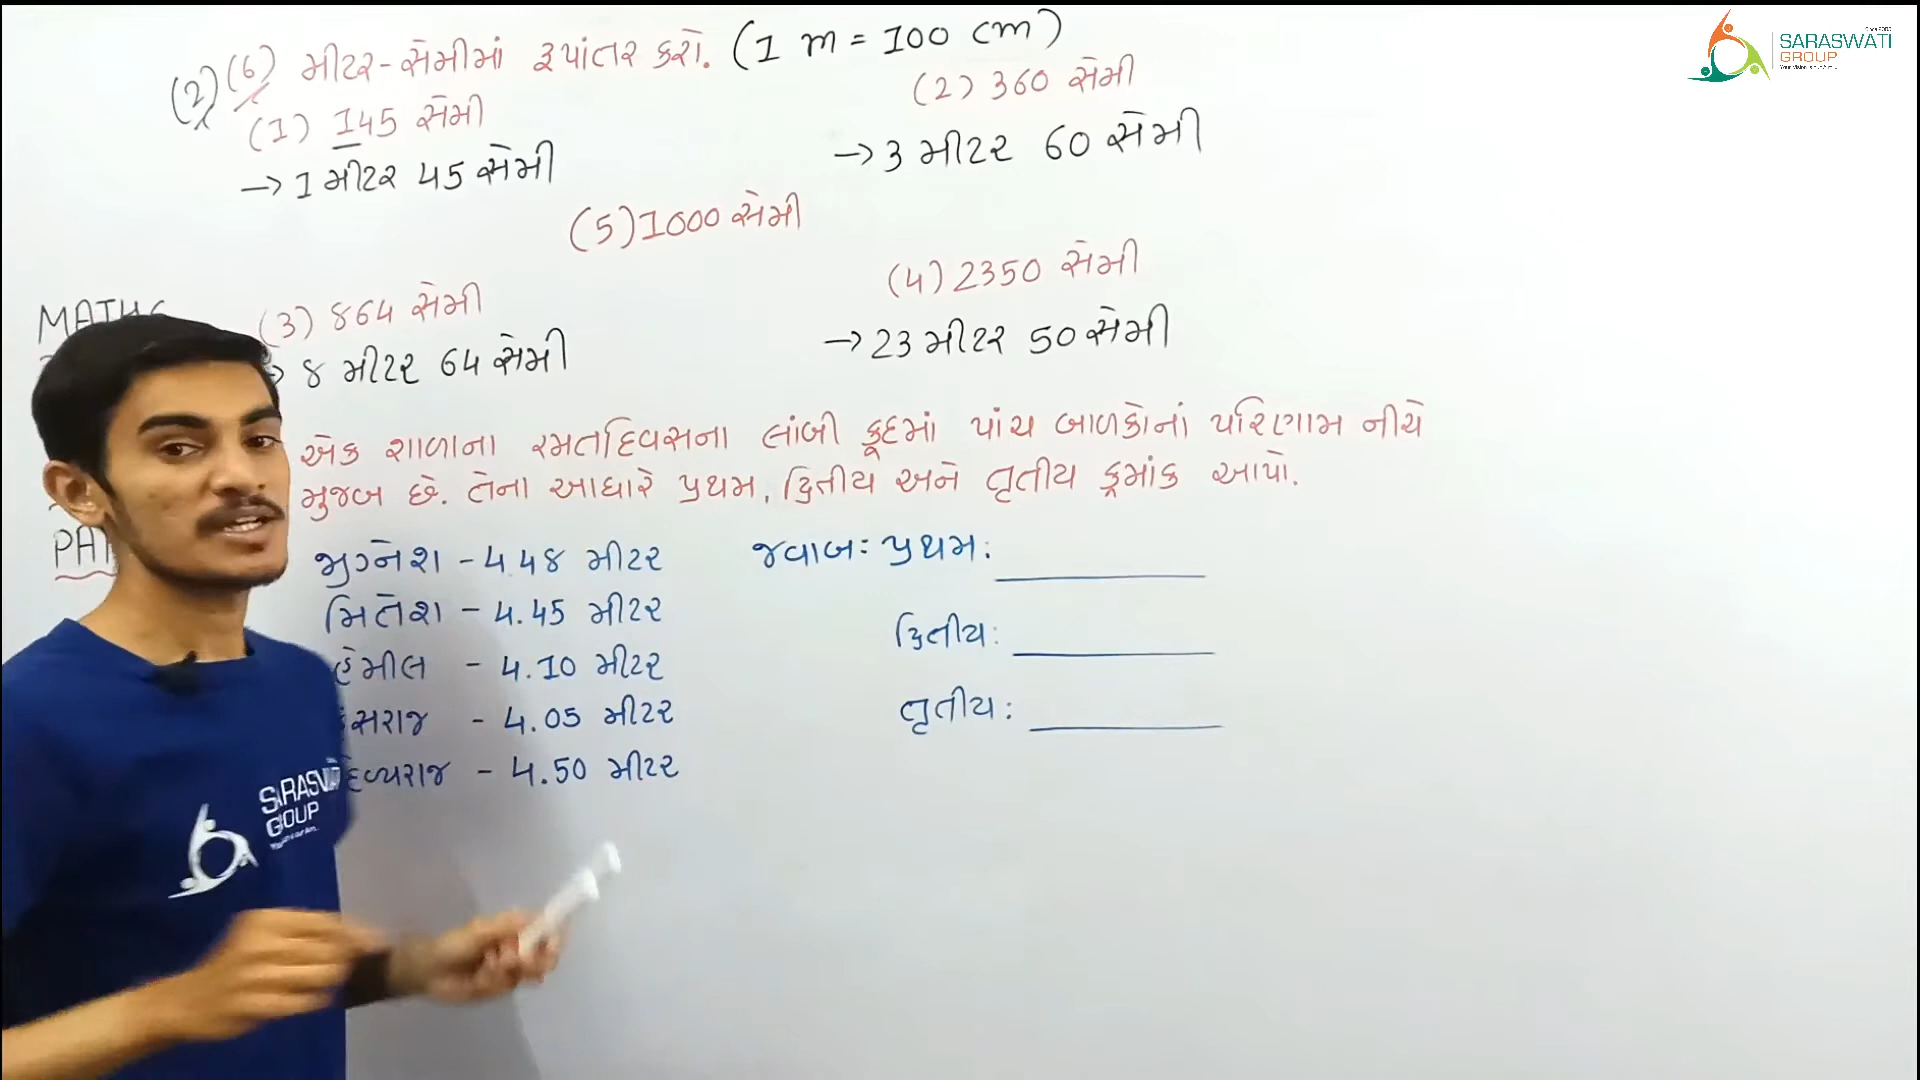 (2) (6) મીટર-સેમીમાં રૂપાંતર કરો. (1 m = 100 cm)
(1) 145 સેમી
(2) 360 સેમી
→ 1 મીટર 45 સેમી
→ 3 મીટર 60 સેમી
(5) 1000 સેમી
(3) 864 સેમી
(4) 2350 સેમી
8 મીટર 64 સેમી
→ 23 મીટર 50 સેમી
MATHS
એક શાળાના રમતદિવસના લાંબી કૂદમાં પાંચ બાળકોનાં પરિણામ નીચે
મુજબ છે. તેના આધારે પ્રથમ, દ્વિતીય અને તૃતીય ક્રમાંક આપો.
જીગ્નેશ - 4.48 મીટર
મિતેશ - 4.45 મીટર
હેમીલ - 4.10 મીટર
હંસરાજ - 4.05 મીટર
દિવ્યરાજ - 4.50 મીટર
જવાબ: પ્રથમ:
દ્વિતીય:
તૃતીય:
SARASWATI
GROUP
SARASWATI
GROUP